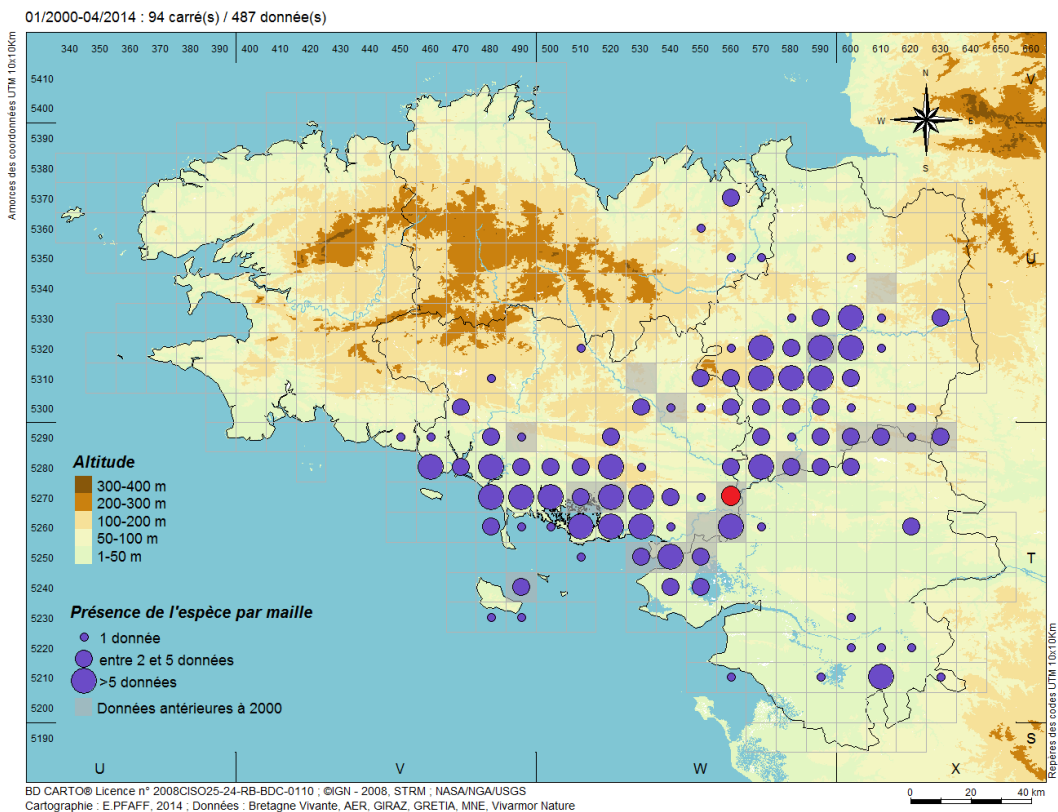 01/2000-04/2014 : 94 carré(s) / 487 donnée(s)
340 350 360 370 380 390 400 410 420 430 440 450 460 470 480 490 500 510 520 530 540 550 560 570 580 590 600 610 620 630 640 650 660
Amorces des coordonnées UTM 10x10Km
5410
5400
5390
5380
5370
5360
5350
5340
5330
5320
5310
5300
5290
5280
5270
5260
5250
5240
5230
5220
5210
5200
5190
N
W E
S
V
U
T
S
Altitude
300-400 m
200-300 m
100-200 m
50-100 m
1-50 m
Présence de l'espèce par maille
1 donnée
entre 2 et 5 données
>5 données
Données antérieures à 2000
U V W X
Repères des codes UTM 10x10Km
BD CARTO® Licence n° 2008CISO25-24-RB-BDC-0110 ; ©IGN - 2008, STRM ; NASA/NGA/USGS
Cartographie : E.PFAFF, 2014 ; Données : Bretagne Vivante, AER, GIRAZ, GRETIA, MNE, Vivarmor Nature
0 20 40 km